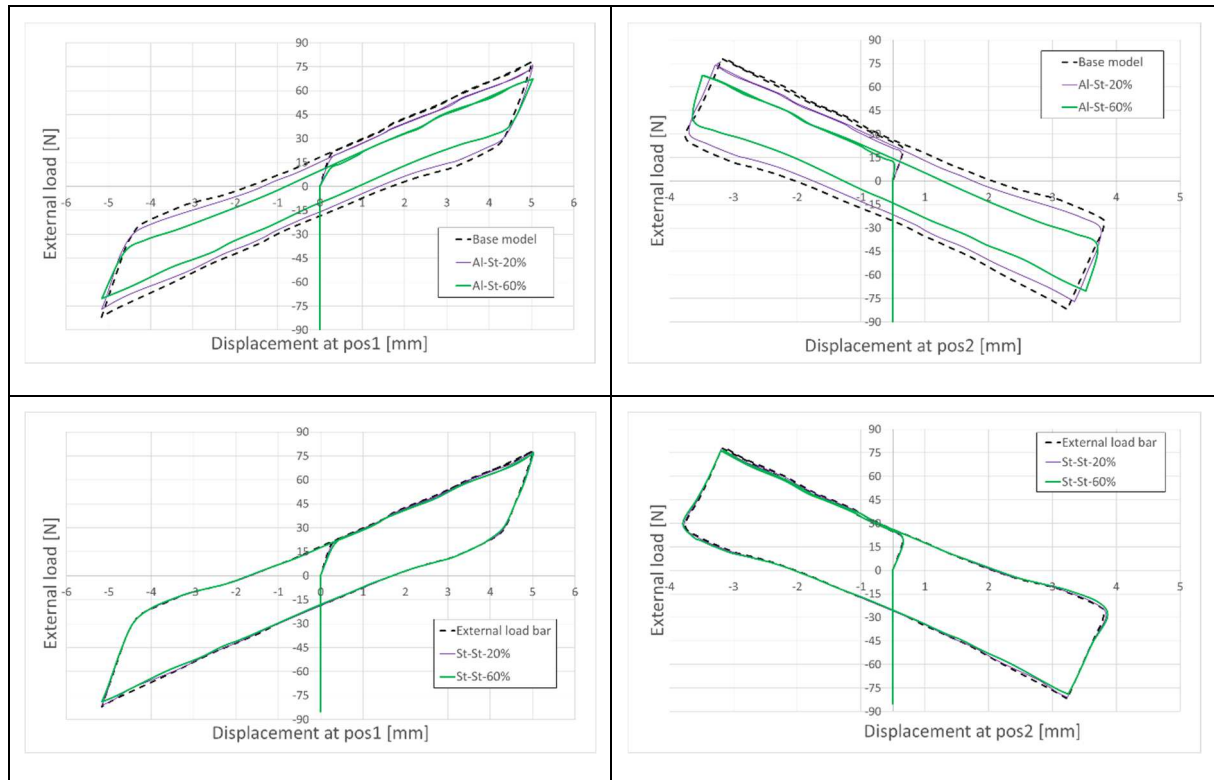 90
75
60
45
30
15
0
-15
-30
-45
-60
-75
-90
-6 -5 -4 -3 -2 -1 0 1 2 3 4 5 6
External load [N]
Displacement at pos1 [mm]
Base model
Al-St-20%
Al-St-60%
90
75
60
45
30
15
0
-15
-30
-45
-60
-75
-90
-4 -3 -2 -1 1 2 3 4 5
External load [N]
Displacement at pos2 [mm]
Base model
Al-St-20%
Al-St-60%
90
75
60
45
30
15
0
-15
-30
-45
-60
-75
-90
-6 -5 -4 -3 -2 -1 0 1 2 3 4 5 6
External load [N]
Displacement at pos1 [mm]
External load bar
St-St-20%
St-St-60%
90
75
60
45
30
15
0
-15
-30
-45
-60
-75
-90
-4 -3 -2 -1 1 2 3 4 5
External load [N]
Displacement at pos2 [mm]
External load bar
St-St-20%
St-St-60%